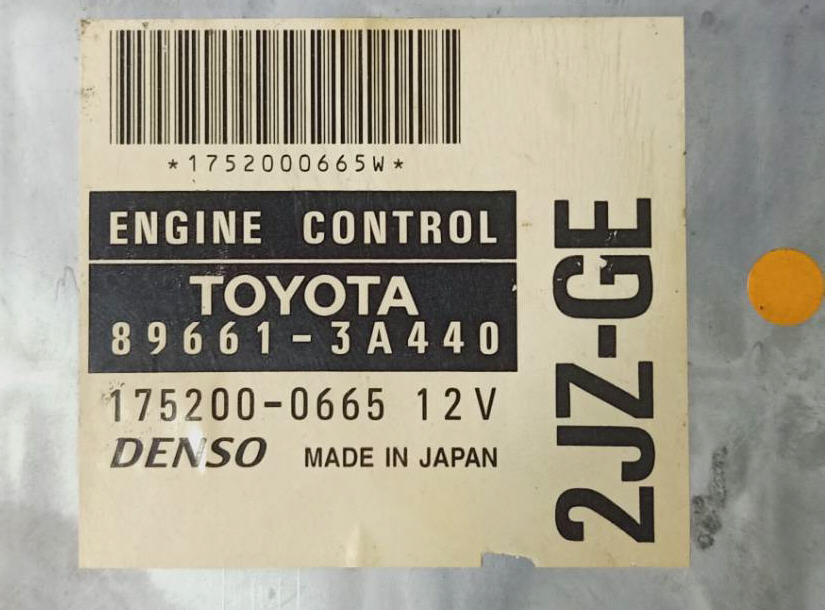 *1752000665W*
ENGINE CONTROL
TOYOTA
89661-3A440
175200-0665 12V
DENSO MADE IN JAPAN
2JZ-GE